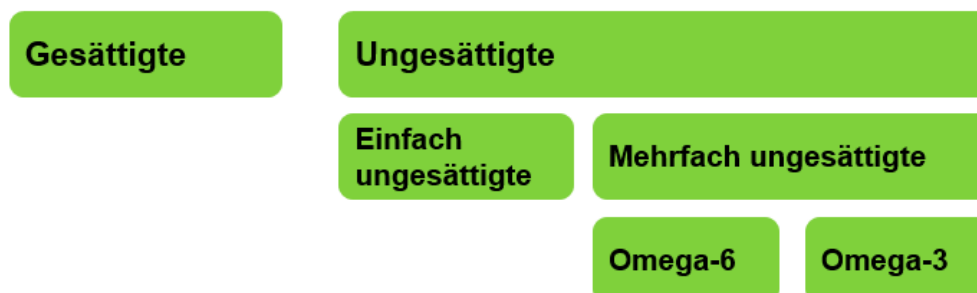 Gesättigte
Ungesättigte
Einfach
ungesättigte
Mehrfach ungesättigte
Omega-6
Omega-3